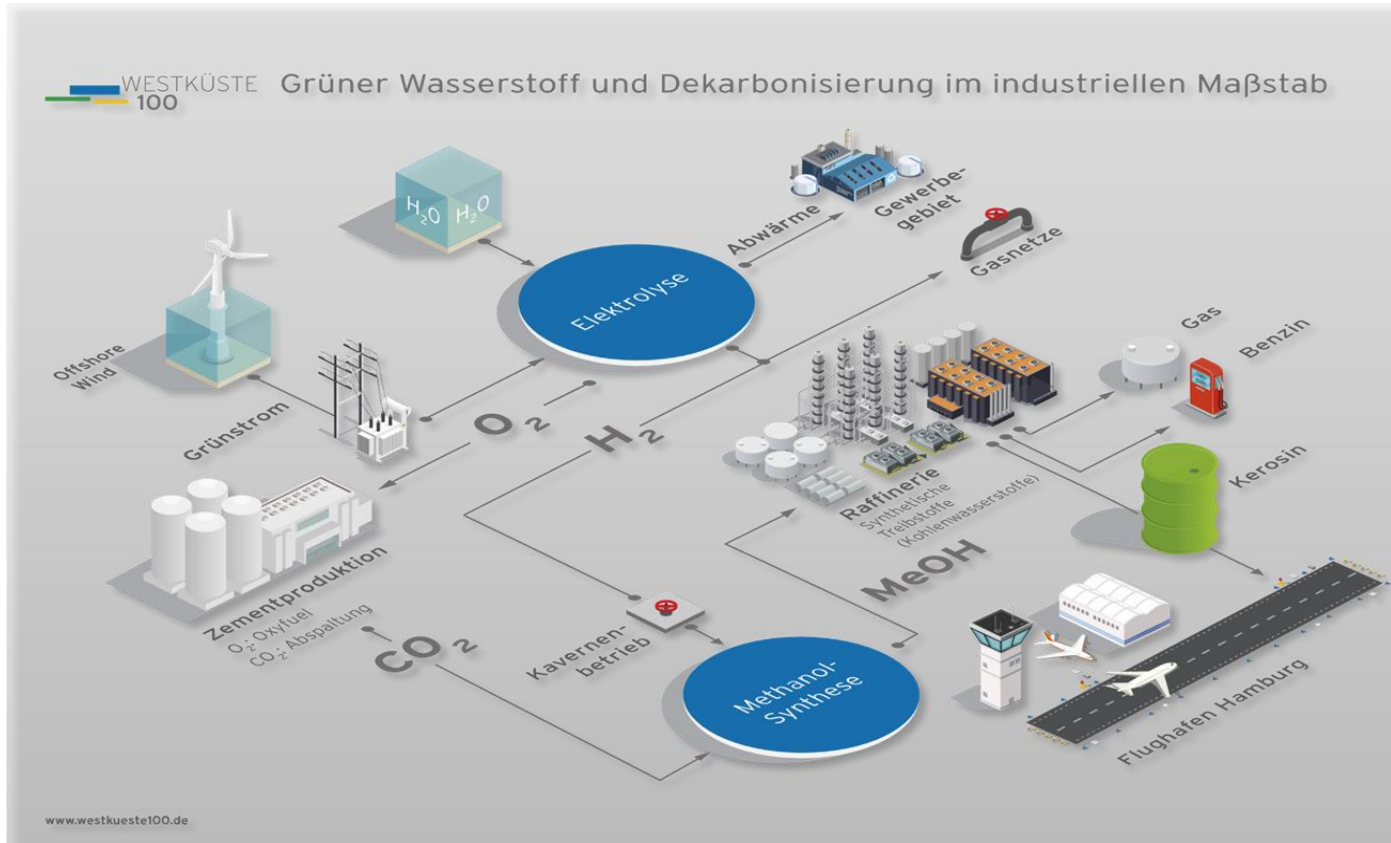 WESTKÜSTE
100
Grüner Wasserstoff und Dekarbonisierung im industriellen Maßstab
H₂O H₂O
Elektrolyse
Abwärme
Gewerbe-
gebiet
Gasnetze
Offshore
Wind
Grünstrom
O₂
H₂
Gas
Benzin
Raffinerie
Synthetische
Treibstoffe
(Kohlenwasserstoffe)
Kerosin
Zementproduktion
O₂: Oxyfuel
CO₂: Abspaltung
CO₂
Kavernen-
betrieb
MeOH
Methanol-
Synthese
Flughafen Hamburg
www.westkueste100.de